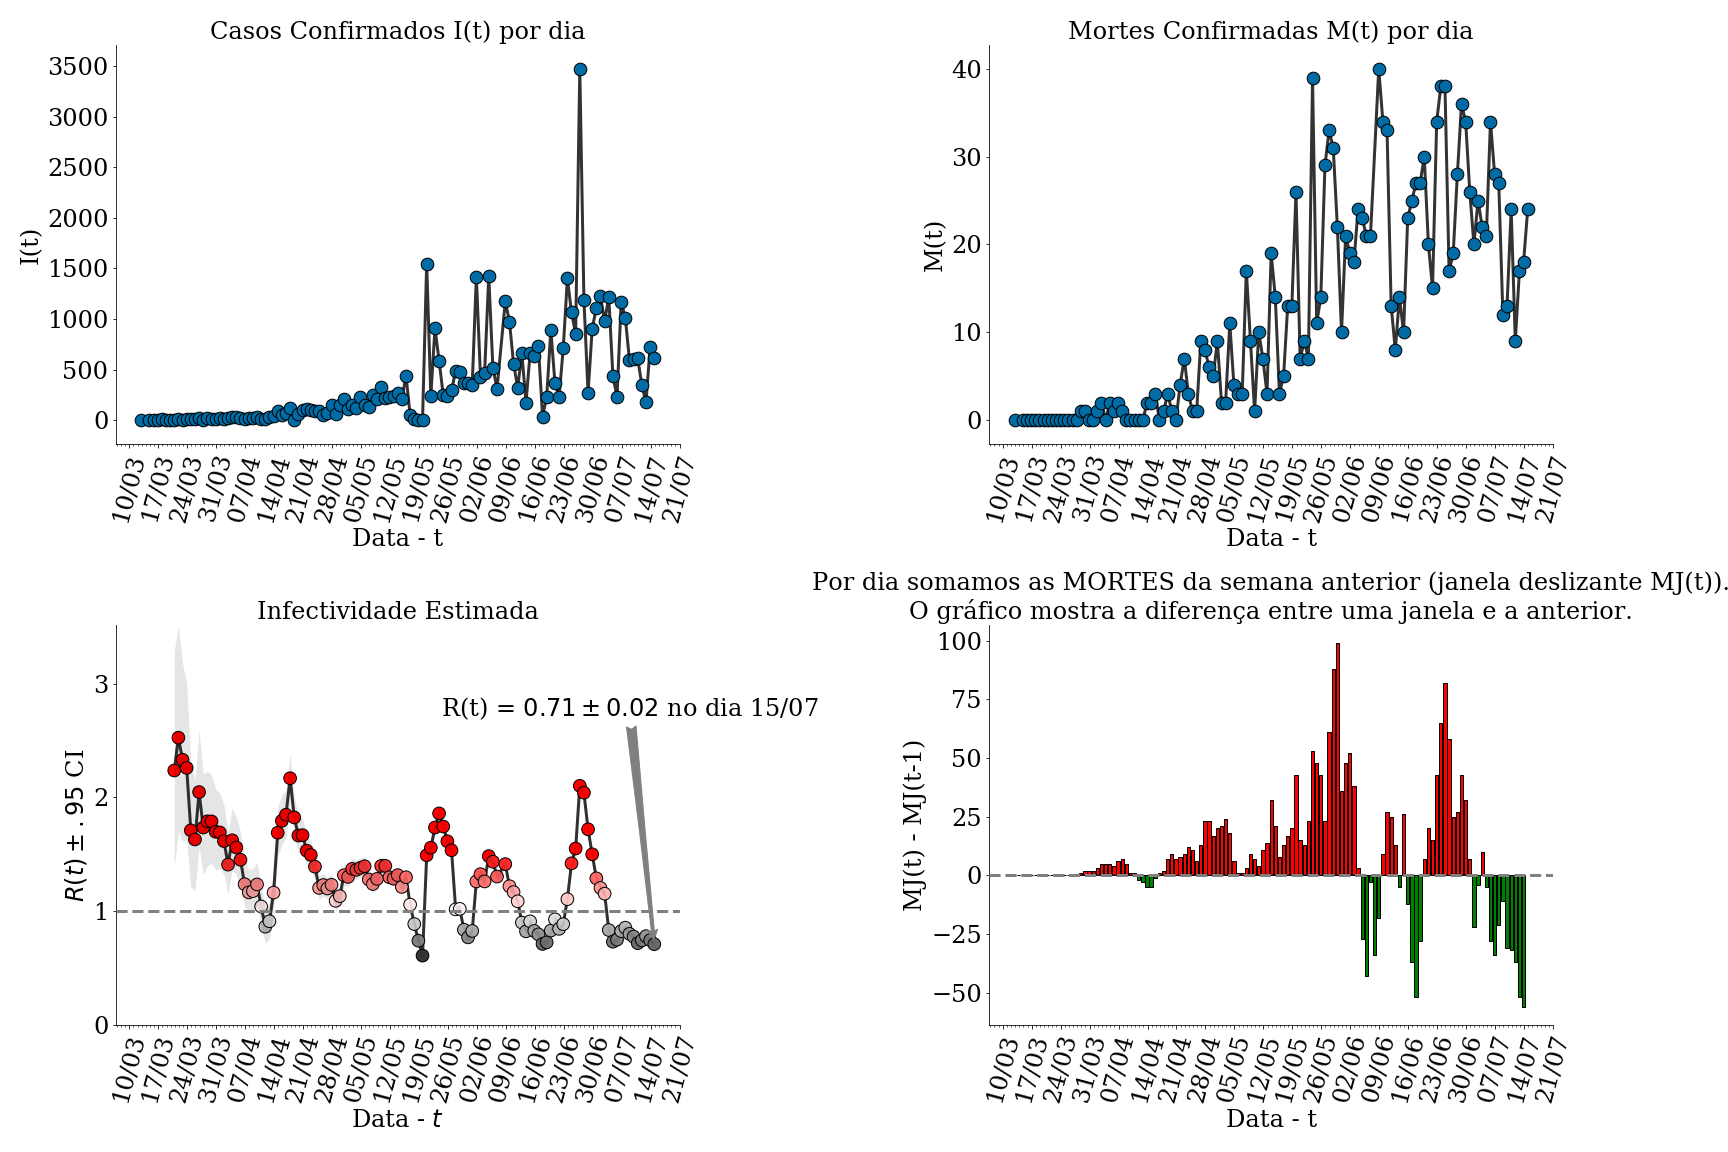 Casos Confirmados I(t) por dia
I(t)
3500
3000
2500
2000
1500
1000
500
0
10/03 17/03 24/03 31/03 07/04 14/04 21/04 28/04 05/05 12/05 19/05 26/05 02/06 09/06 16/06 23/06 30/06 07/07 14/07 21/07
Data - t
Mortes Confirmadas M(t) por dia
M(t)
40
30
20
10
0
10/03 17/03 24/03 31/03 07/04 14/04 21/04 28/04 05/05 12/05 19/05 26/05 02/06 09/06 16/06 23/06 30/06 07/07 14/07 21/07
Data - t
Infectividade Estimada
R(t) ± .95 CI
3
2
1
0
R(t) = 0.71 ± 0.02 no dia 15/07
10/03 17/03 24/03 31/03 07/04 14/04 21/04 28/04 05/05 12/05 19/05 26/05 02/06 09/06 16/06 23/06 30/06 07/07 14/07 21/07
Data - t
Por dia somamos as MORTES da semana anterior (janela deslizante MJ(t)).
O gráfico mostra a diferença entre uma janela e a anterior.
MJ(t) - MJ(t-1)
100
75
50
25
0
−25
−50
10/03 17/03 24/03 31/03 07/04 14/04 21/04 28/04 05/05 12/05 19/05 26/05 02/06 09/06 16/06 23/06 30/06 07/07 14/07 21/07
Data - t